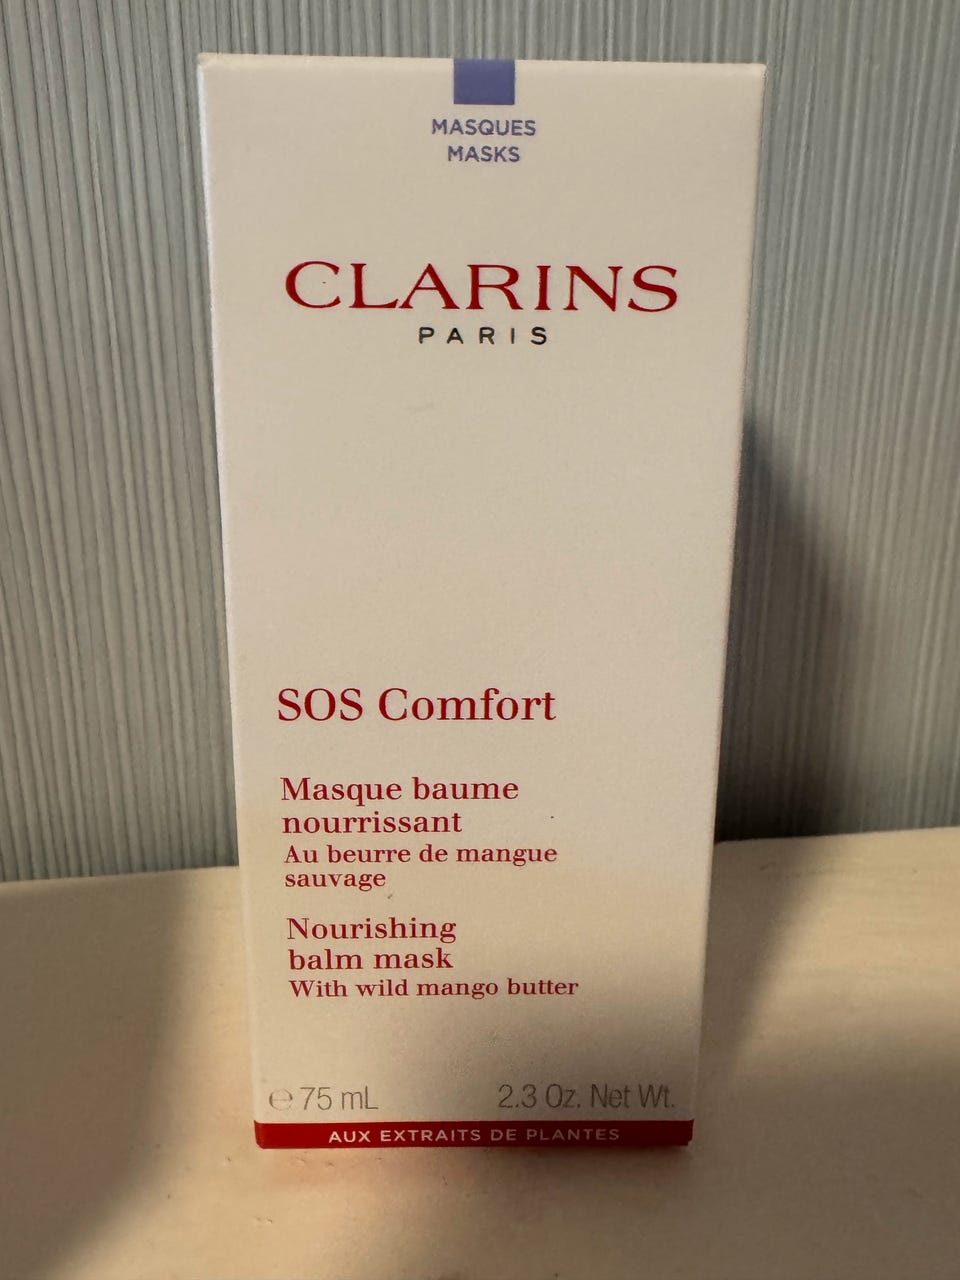 MASQUES
MASKS
CLARINS
PARIS
SOS Comfort
Masque baume
nourrissant
Au beurre de mangue
sauvage
Nourishing
balm mask
With wild mango butter
℮ 75 mL 2.3 Oz. Net Wt.
AUX EXTRAITS DE PLANTES